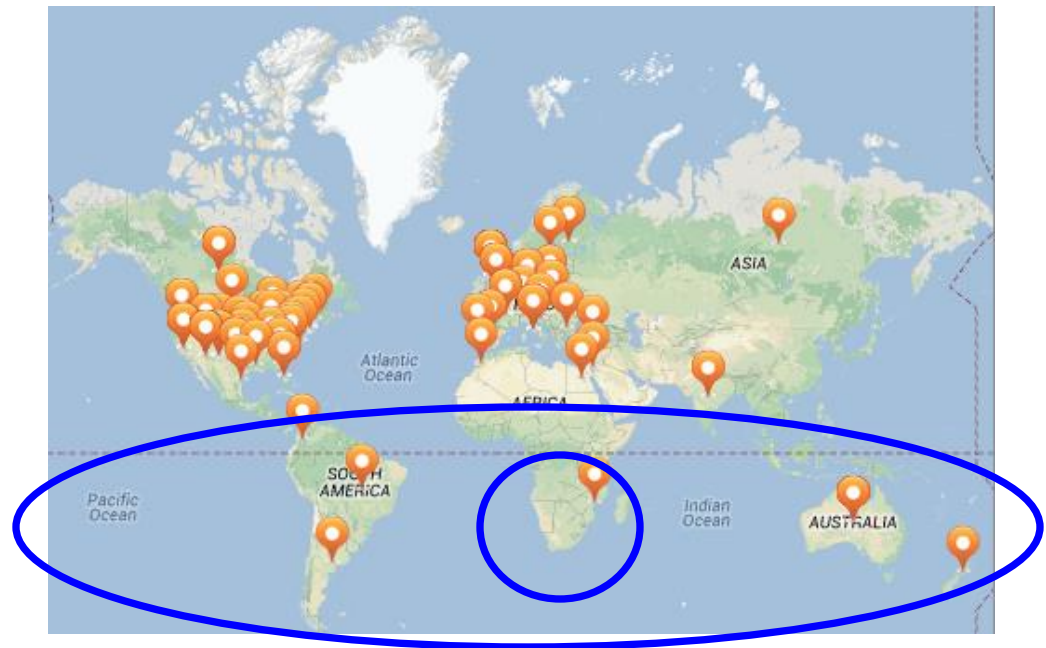 ASIA
Atlantic
Ocean
AFRICA
SOUTH
AMERICA
Pacific
Ocean
Indian
Ocean
AUSTRALIA